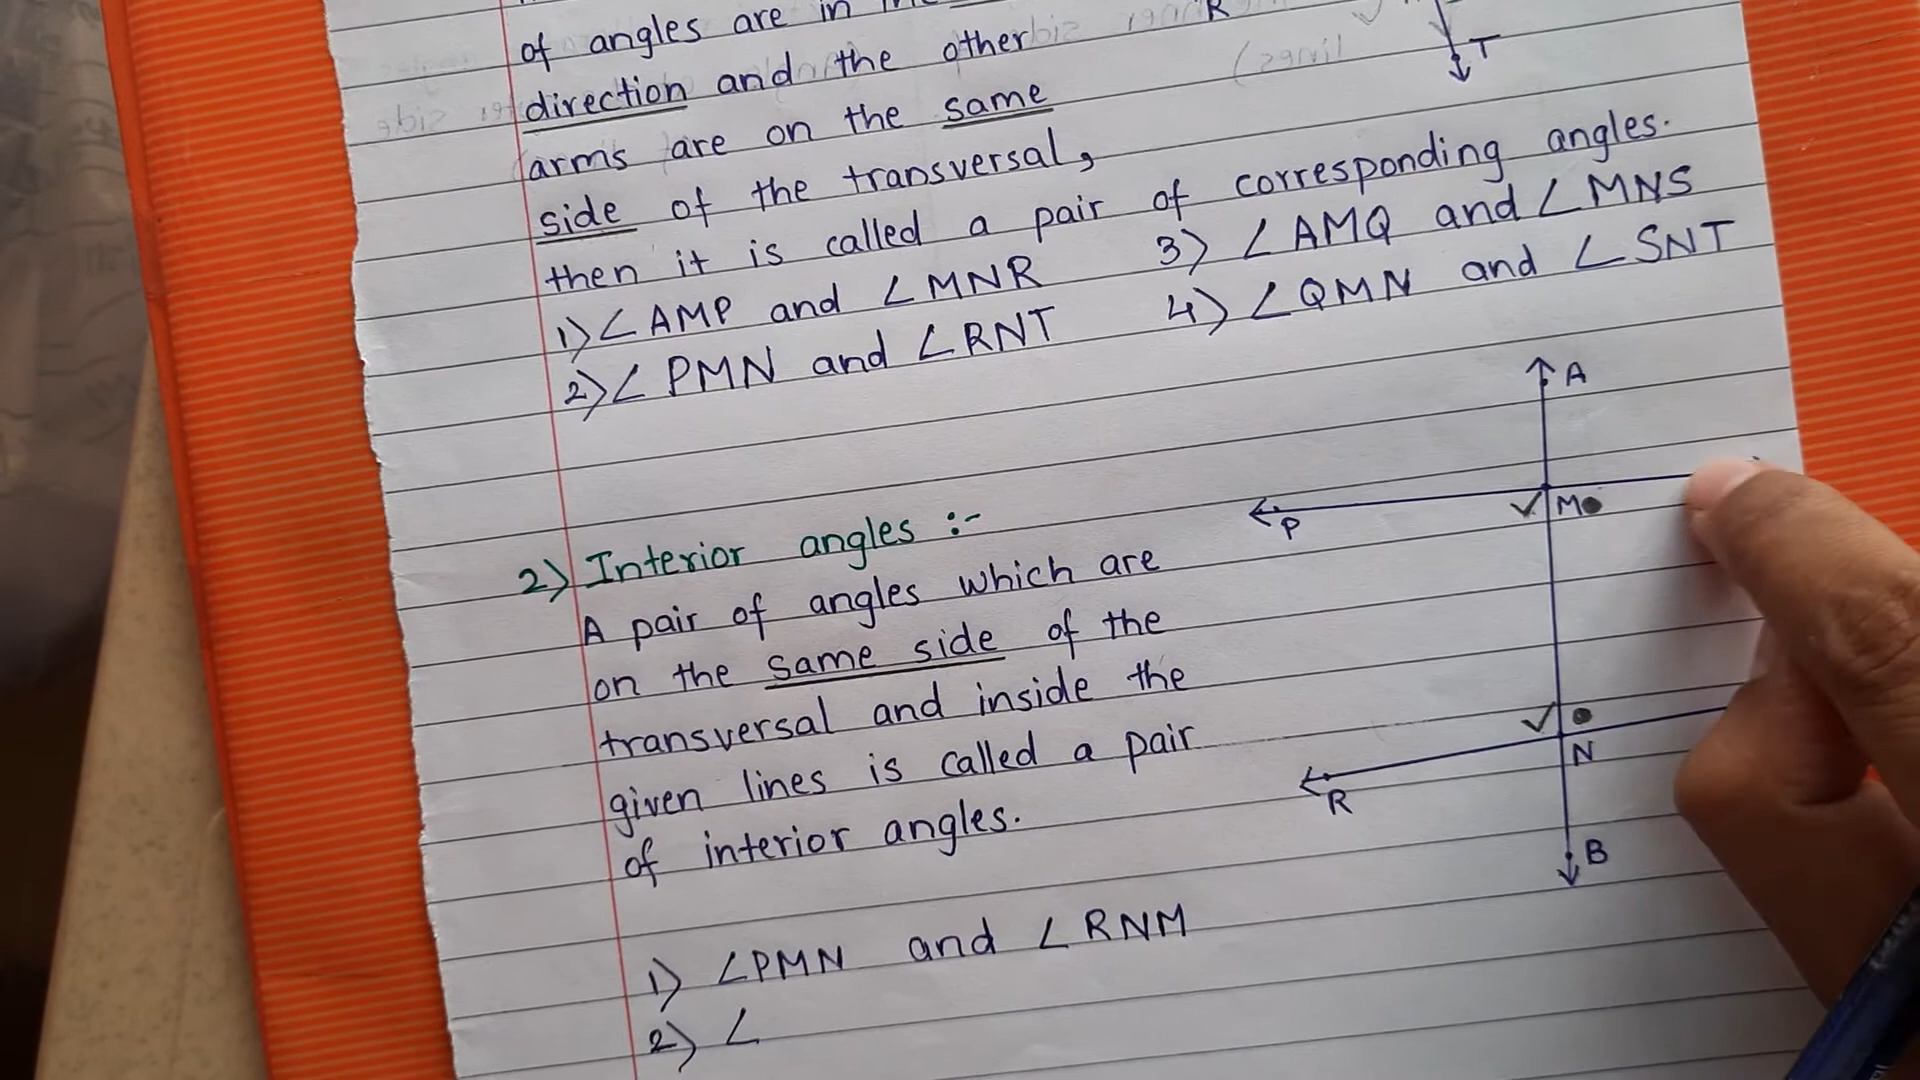 of angles are in
direction and the other
arms are on the same
side of the transversal,
then it is called a pair of corresponding angles.
1) ∠AMP and ∠MNR 3) ∠AMQ and ∠MNS
2) ∠PMN and ∠RNT 4) ∠QMN and ∠SNT
R
T
2) Interior angles :-
A pair of angles which are
on the same side of the
transversal and inside the
given lines is called a pair
of interior angles.
1) ∠PMN and ∠RNM
2) ∠
A
M
P
N
R
B